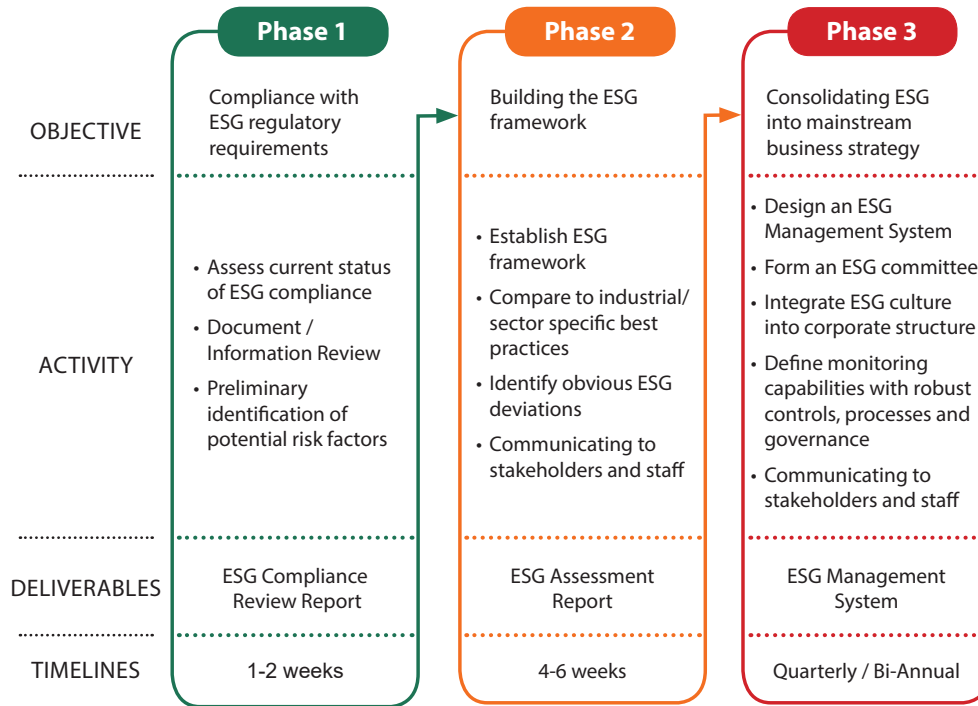 Phase 1
Phase 2
Phase 3
OBJECTIVE
Compliance with
ESG regulatory
requirements
Building the ESG
framework
Consolidating ESG
into mainstream
business strategy
ACTIVITY
• Assess current status
of ESG compliance
• Document /
Information Review
• Preliminary
identification of
potential risk factors
• Establish ESG
framework
• Compare to industrial/
sector specific best
practices
• Identify obvious ESG
deviations
• Communicating to
stakeholders and staff
• Design an ESG
Management System
• Form an ESG committee
• Integrate ESG culture
into corporate structure
• Define monitoring
capabilities with robust
controls, processes and
governance
• Communicating to
stakeholders and staff
DELIVERABLES
ESG Compliance
Review Report
ESG Assessment
Report
ESG Management
System
TIMELINES
1-2 weeks
4-6 weeks
Quarterly / Bi-Annual